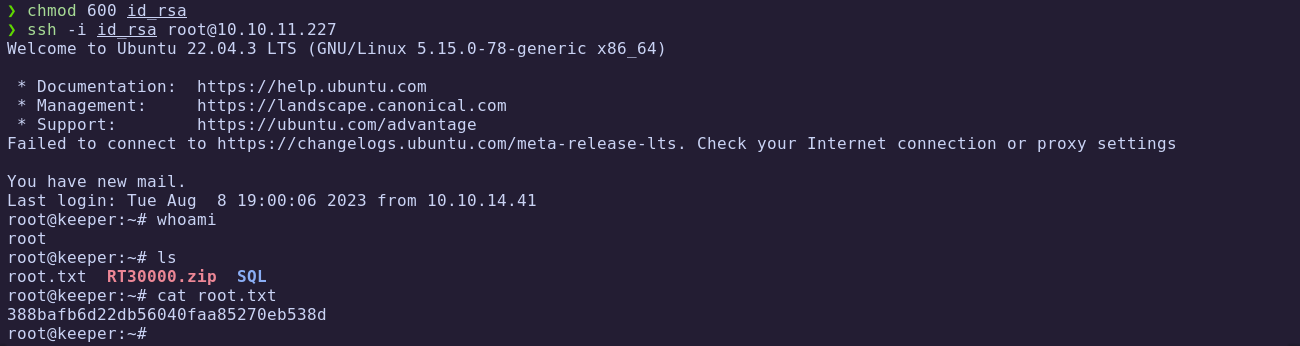 ❯ chmod 600 id_rsa
❯ ssh -i id_rsa root@10.10.11.227
Welcome to Ubuntu 22.04.3 LTS (GNU/Linux 5.15.0-78-generic x86_64)

 * Documentation:  https://help.ubuntu.com
 * Management:     https://landscape.canonical.com
 * Support:        https://ubuntu.com/advantage
Failed to connect to https://changelogs.ubuntu.com/meta-release-lts. Check your Internet connection or proxy settings

You have new mail.
Last login: Tue Aug  8 19:00:06 2023 from 10.10.14.41
root@keeper:~# whoami
root
root@keeper:~# ls
root.txt  RT30000.zip  SQL
root@keeper:~# cat root.txt
388bafb6d22db56040faa85270eb538d
root@keeper:~#